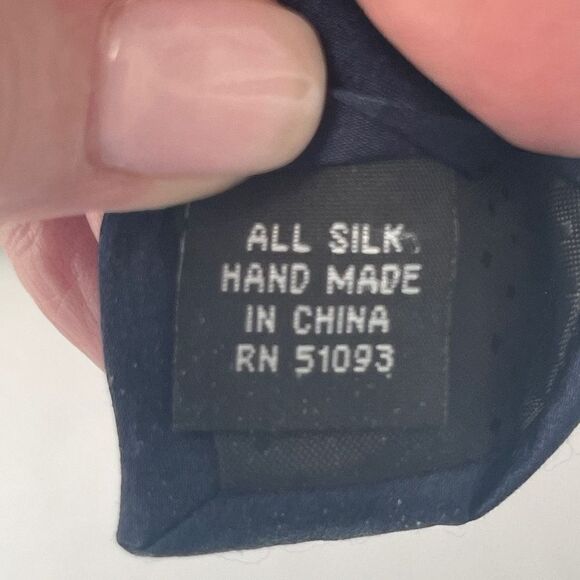 ALL SILK
HAND MADE
IN CHINA
RN 51093